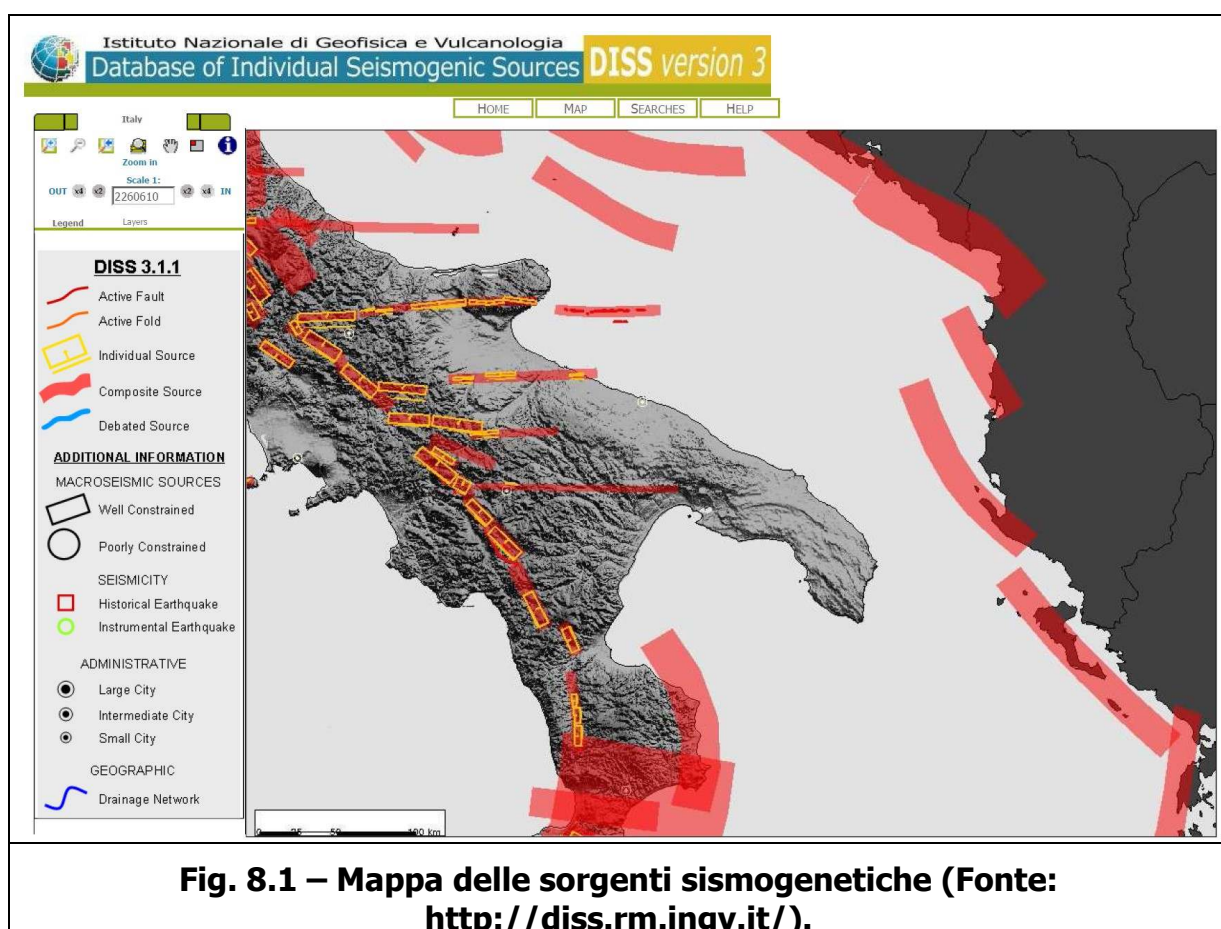 Istituto Nazionale di Geofisica e Vulcanologia
Database of Individual Seismogenic Sources DISS version 3
HOME MAP SEARCHES HELP
Italy
Zoom in
Scale 1:
OUT x4 x2 2260610 x2 x4 IN
Legend Layers
DISS 3.1.1
Active Fault
Active Fold
Individual Source
Composite Source
Debated Source
ADDITIONAL INFORMATION
MACROSEISMIC SOURCES
Well Constrained
Poorly Constrained
SEISMICITY
Historical Earthquake
Instrumental Earthquake
ADMINISTRATIVE
Large City
Intermediate City
Small City
GEOGRAPHIC
Drainage Network
0 25 50 100 km
Fig. 8.1 – Mappa delle sorgenti sismogenetiche (Fonte:
http://diss.rm.ingv.it/).